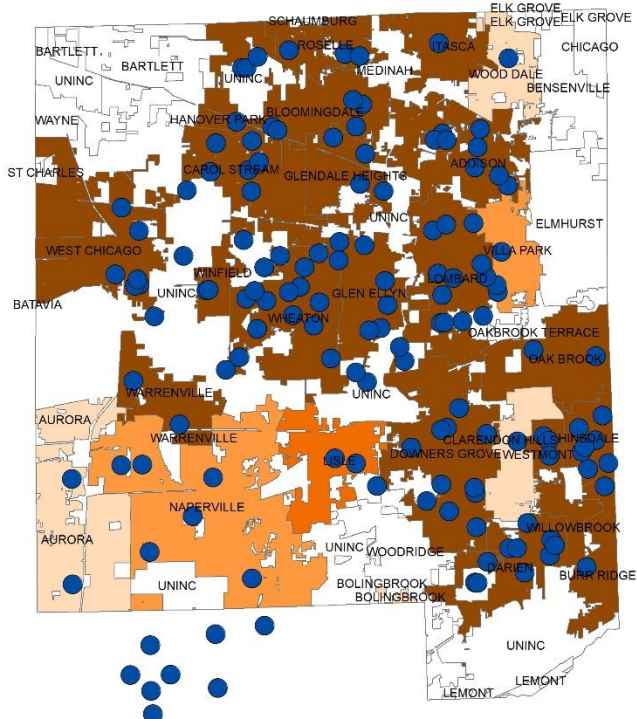 ELK GROVE
SCHAUMBURG
ELK GROVE
ELK GROVE
BARTLETT
ROSELLE
ITASCA
CHICAGO
BARTLETT
MEDINAH
UNINC
UNINC
WOOD DALE
BENSENVILLE
WAYNE
HANOVER PARK
BLOOMINGDALE
ADDISON
ST CHARLES
CAROL STREAM
GLENDALE HEIGHTS
UNINC
ELMHURST
WEST CHICAGO
VILLA PARK
WINFIELD
LOMBARD
UNINC
GLEN ELLYN
BATAVIA
WHEATON
OAKBROOK TERRACE
OAK BROOK
WARRENVILLE
UNINC
AURORA
WARRENVILLE
CLARENDON HILLS
HINSDALE
LISLE
DOWNERS GROVE
WESTMONT
NAPERVILLE
WILLOWBROOK
AURORA
UNINC
WOODRIDGE
DARIEN
BURR RIDGE
UNINC
BOLINGBROOK
BOLINGBROOK
UNINC
LEMONT
LEMONT